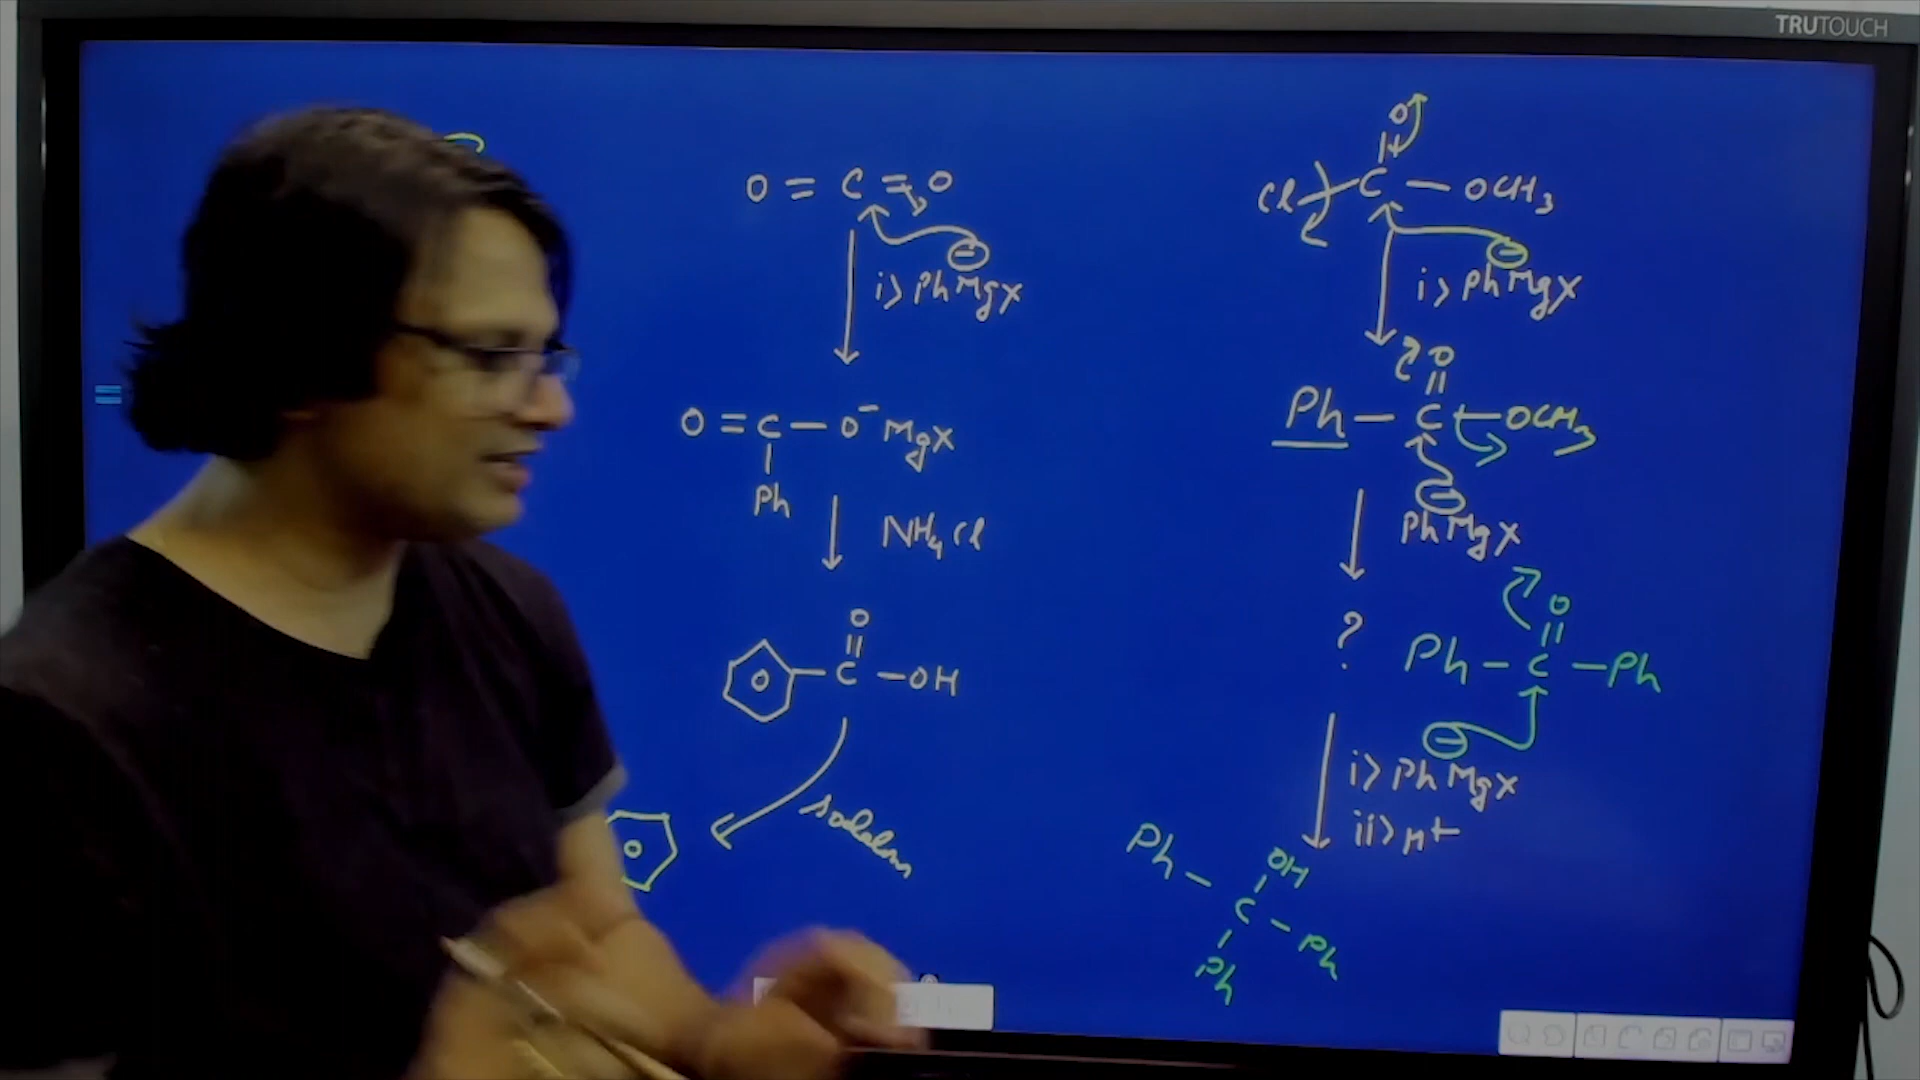 TRUTOUCH
O = C = O
i> PhMgX
O = C – O⁻ MgX
Ph
NH4Cl
O
C – OH
sodalime
O
Cl – C – OCH3
i> PhMgX
O
Ph – C – OCH3
PhMgX
?
O
Ph – C – Ph
i> PhMgX
ii> H+
Ph
OH
C
Ph
Ph